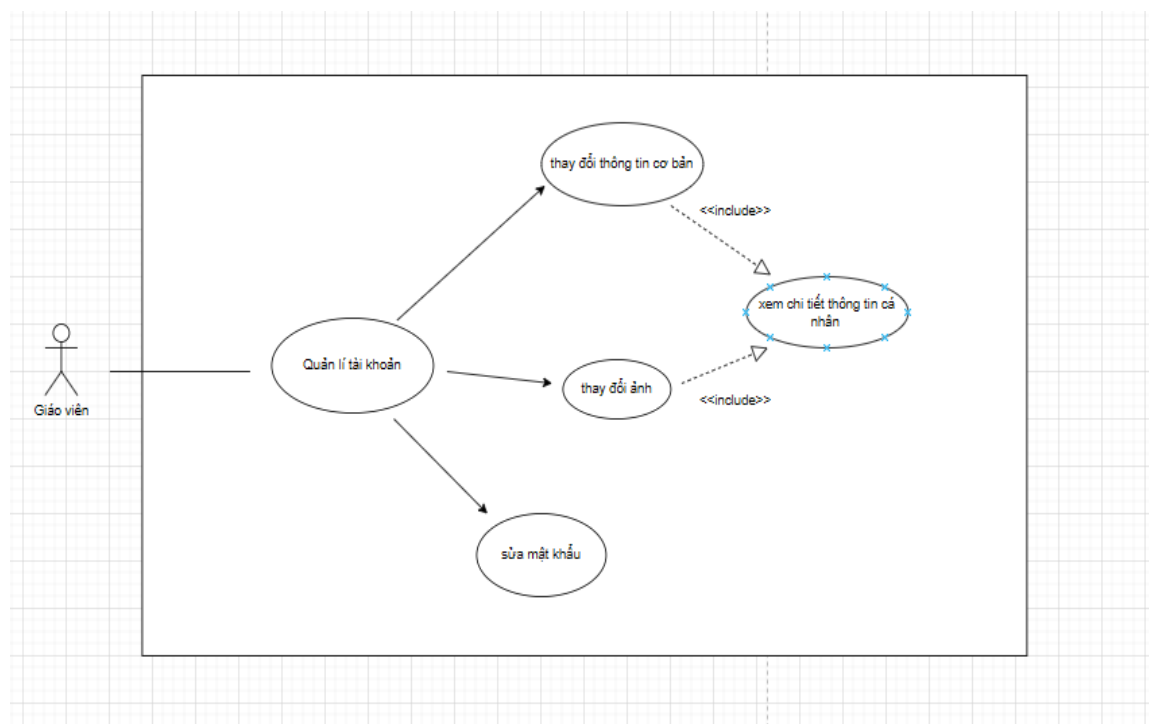 thay đổi thông tin cơ bản
<<include>>
xem chi tiết thông tin cá
nhân
Quản lí tài khoản
thay đổi ảnh
<<include>>
Giáo viên
sửa mật khẩu